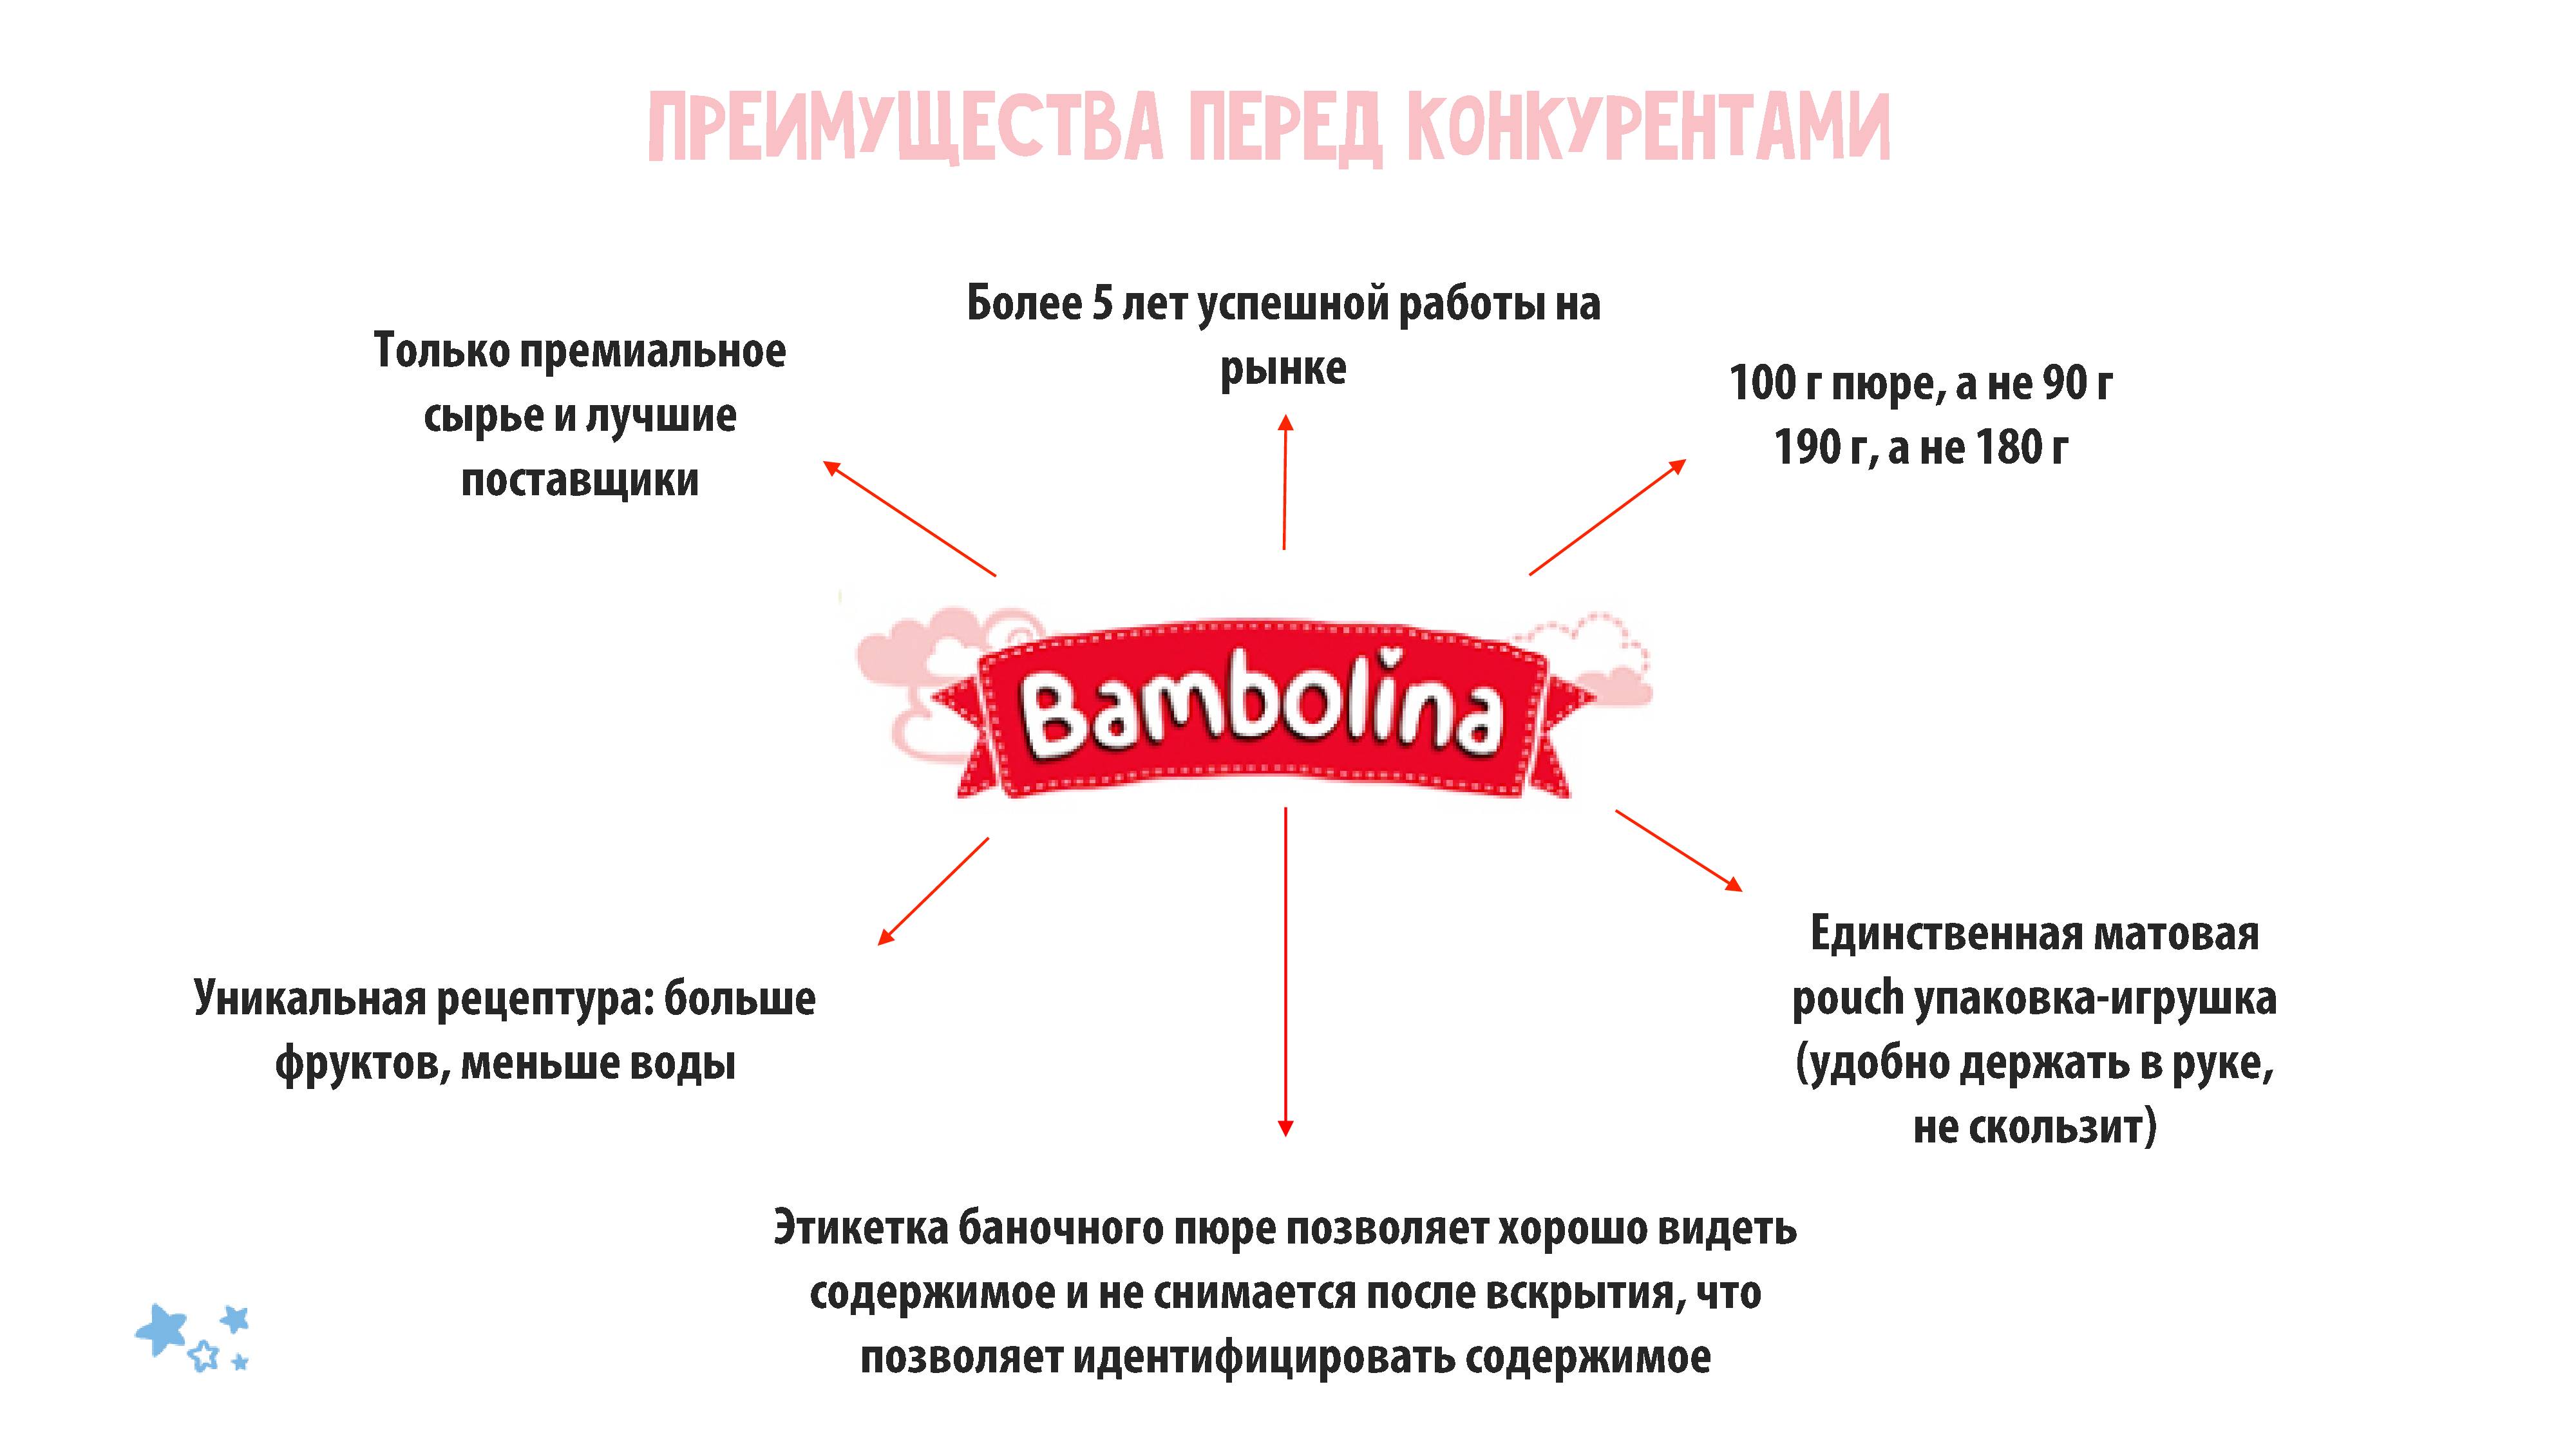 ПРЕИМУЩЕСТВА ПЕРЕД КОНКУРЕНТАМИ
Только премиальное
сырье и лучшие
поставщики
Более 5 лет успешной работы на
рынке
100 г пюре, а не 90 г
190 г, а не 180 г
Bambolina
Уникальная рецептура: больше
фруктов, меньше воды
Единственная матовая
pouch упаковка-игрушка
(удобно держать в руке,
не скользит)
Этикетка баночного пюре позволяет хорошо видеть
содержимое и не снимается после вскрытия, что
позволяет идентифицировать содержимое